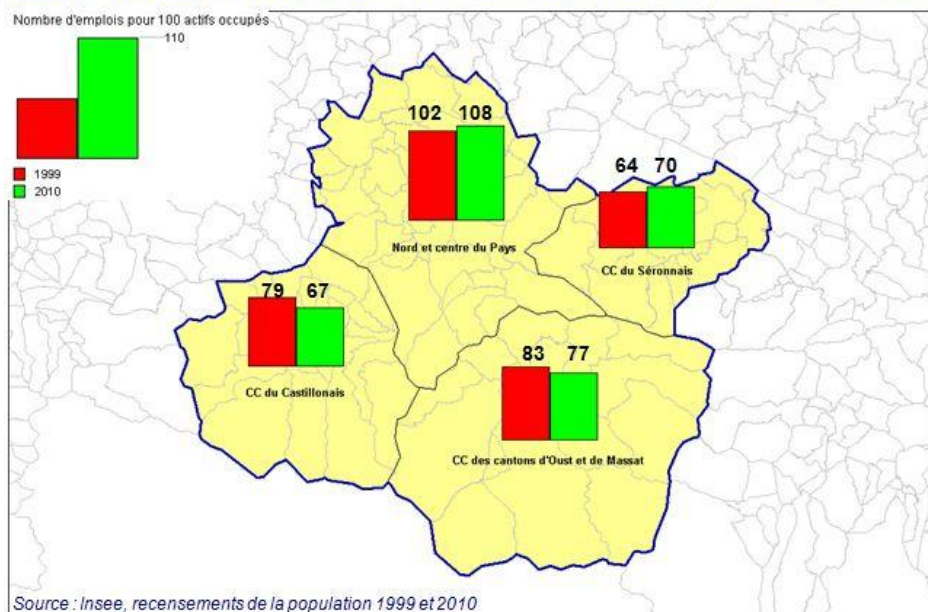 Nombre d'emplois pour 100 actifs occupés
110
1999
2010
102 108
Nord et centre du Pays
64 70
CC du Séronnais
79 67
CC du Castillonais
83 77
CC des cantons d'Oust et de Massat
Source : Insee, recensements de la population 1999 et 2010